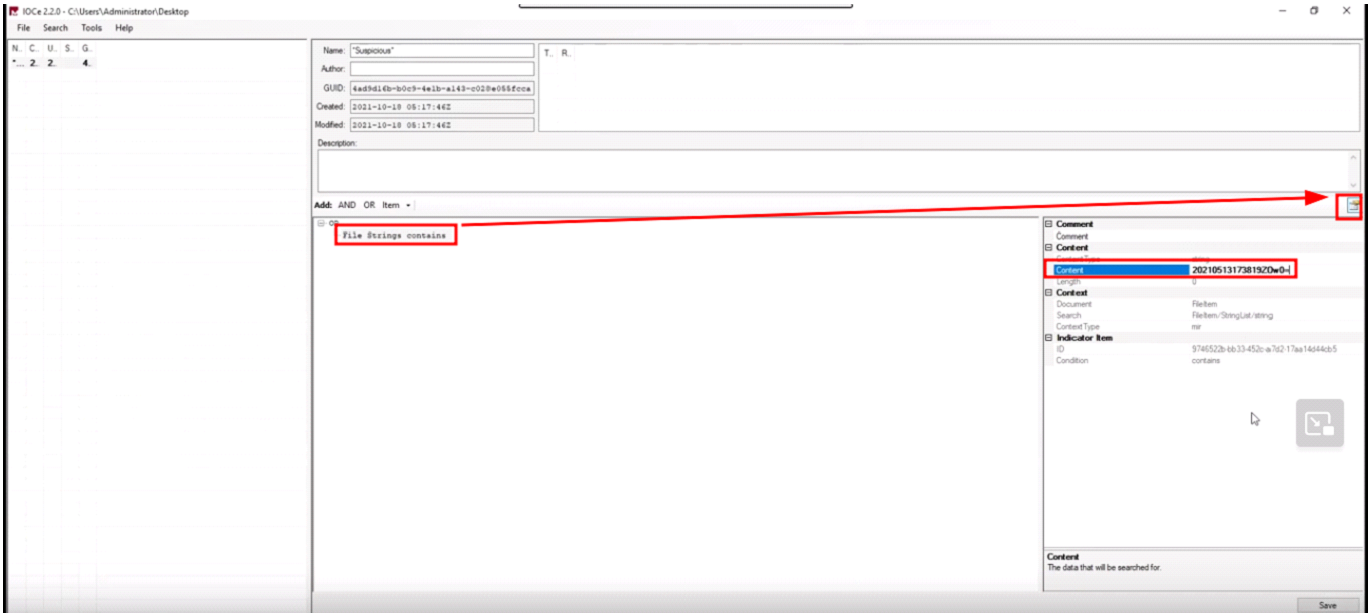 IOCe 2.2.0 - C:\Users\Administrator\Desktop
File Search Tools Help
N.. C.. U.. S.. G..
"... 2.. 2.. 4..
Name: "Suspicious"
T.. R..
Author:
GUID: 4ad9d16b-b0c9-4e1b-a143-c028e055fcca
Created: 2021-10-18 05:17:46Z
Modified: 2021-10-18 05:17:46Z
Description:
Add: AND OR Item
OR
File Strings contains
Comment
Comment
Content
Content Type string
Content 20210513173819Z0w0=
Length 0
Context
Document FileItem
Search FileItem/StringList/string
Context Type mir
Indicator Item
ID 9746522b-bb33-452c-a7d2-17aa14d44cb5
Condition contains
Content
The data that will be searched for.
Save